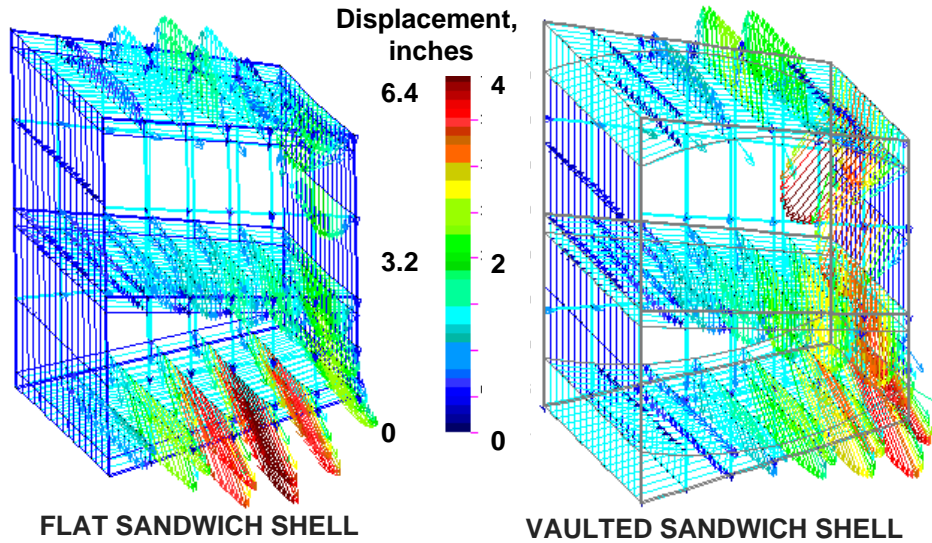 Displacement,
inches
6.4 4
3.2 2
0 0
FLAT SANDWICH SHELL
VAULTED SANDWICH SHELL